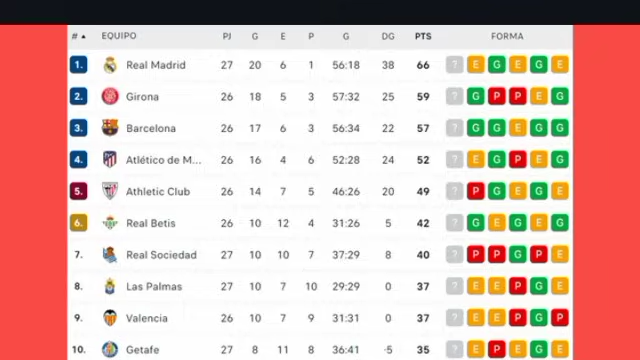 # ▲ EQUIPO PJ G E P G DG PTS FORMA
1. Real Madrid 27 20 6 1 56:18 38 66 ? E G E G E
2. Girona 26 18 5 3 57:32 25 59 ? G P P E G
3. Barcelona 26 17 6 3 56:34 22 57 ? G G E G G
4. Atlético de M... 26 16 4 6 52:28 24 52 ? E G P E G
5. Athletic Club 26 14 7 5 46:26 20 49 ? P G E G E
6. Real Betis 26 10 12 4 31:26 5 42 ? G E G E G
7. Real Sociedad 27 10 10 7 37:29 8 40 ? P P G P E
8. Las Palmas 27 10 7 10 29:29 0 37 ? E E P G E
9. Valencia 26 10 7 9 31:31 0 37 ? E E P G P
10. Getafe 27 8 11 8 36:41 -5 35 ? E P E G E